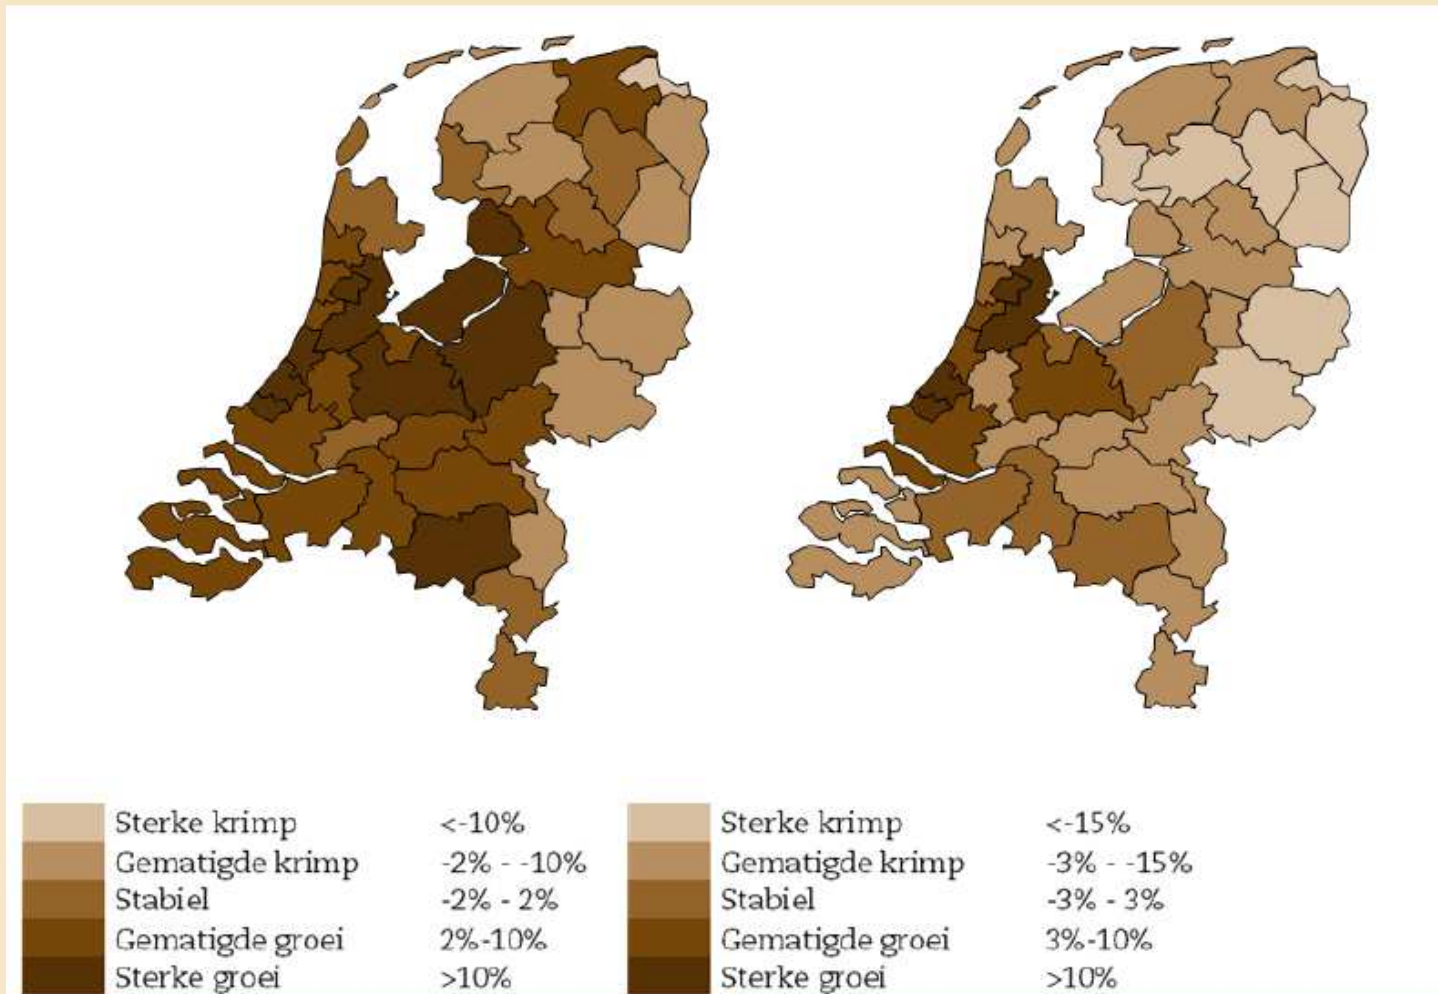 Sterke krimp <-10%
Gematigde krimp -2% - -10%
Stabiel -2% - 2%
Gematigde groei 2%-10%
Sterke groei >10%
Sterke krimp <-15%
Gematigde krimp -3% - -15%
Stabiel -3% - 3%
Gematigde groei 3%-10%
Sterke groei >10%